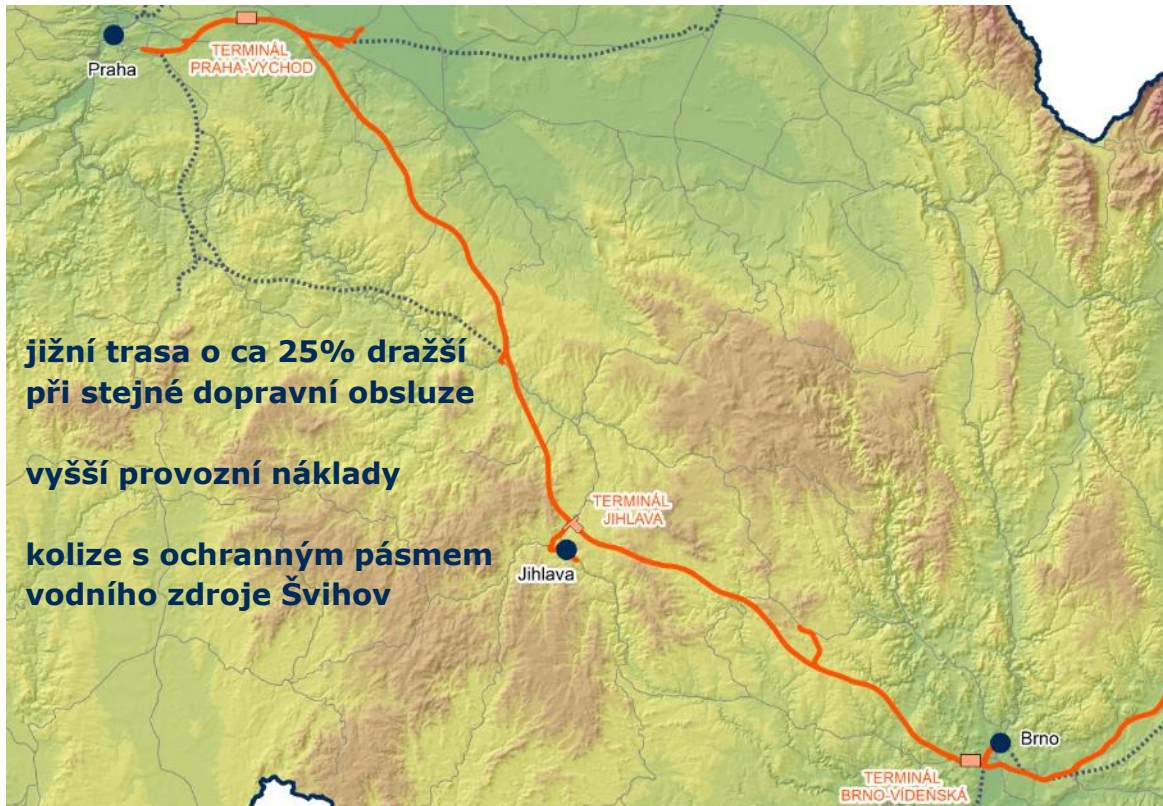 Praha
TERMINÁL
PRAHA-VÝCHOD
jižní trasa o ca 25% dražší
při stejné dopravní obsluze
vyšší provozní náklady
kolize s ochranným pásmem
vodního zdroje Švihov
TERMINÁL
JIHLAVA
Jihlava
Brno
TERMINÁL
BRNO-VÍDEŇSKÁ